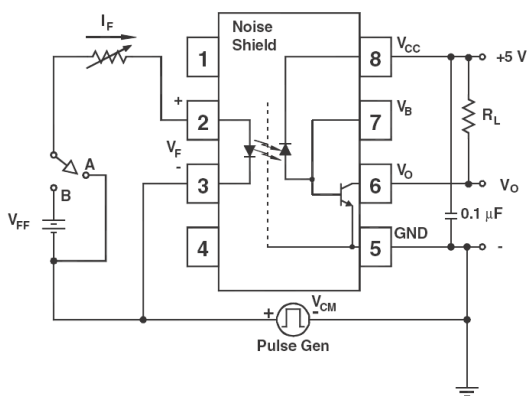 I_F
Noise
Shield
1
8
V_CC
+5 V
+
2
7
V_B
R_L
V_F
A
-
3
6
V_O
V_O
B
V_FF
0.1 μF
4
5
GND
-
+
-
V_CM
Pulse Gen